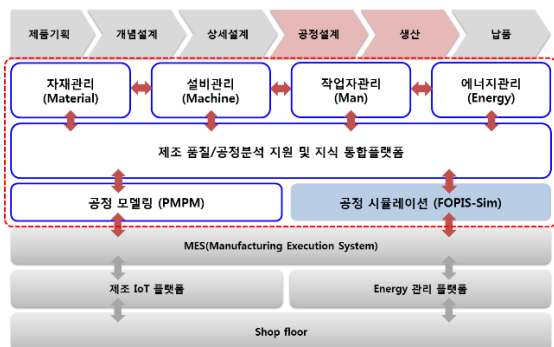 제품기획 개념설계 상세설계 공정설계 생산 납품
자재관리 설비관리 작업자관리 에너지관리
(Material) (Machine) (Man) (Energy)
제조 품질/공정분석 지원 및 지식 통합플랫폼
공정 모델링 (PMPM) 공정 시뮬레이션 (FOPIS-Sim)
MES(Manufacturing Execution System)
제조 IoT 플랫폼 Energy 관리 플랫폼
Shop floor